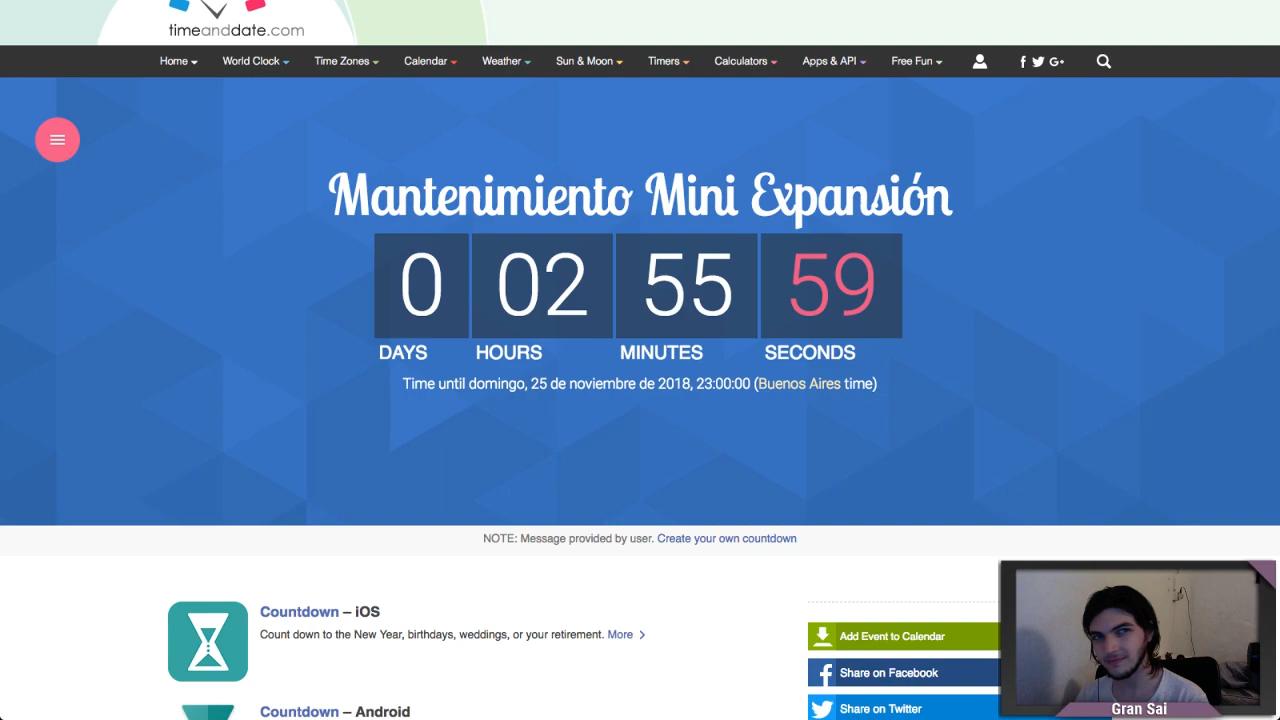 timeanddate.com
Home
World Clock
Time Zones
Calendar
Weather
Sun & Moon
Timers
Calculators
Apps & API
Free Fun
Mantenimiento Mini Expansión
0 02 55 59
DAYS HOURS MINUTES SECONDS
Time until domingo, 25 de noviembre de 2018, 23:00:00 (Buenos Aires time)
NOTE: Message provided by user. Create your own countdown
Countdown – iOS
Count down to the New Year, birthdays, weddings, or your retirement. More
Countdown – Android
Add Event to Calendar
Share on Facebook
Share on Twitter
Gran Sai